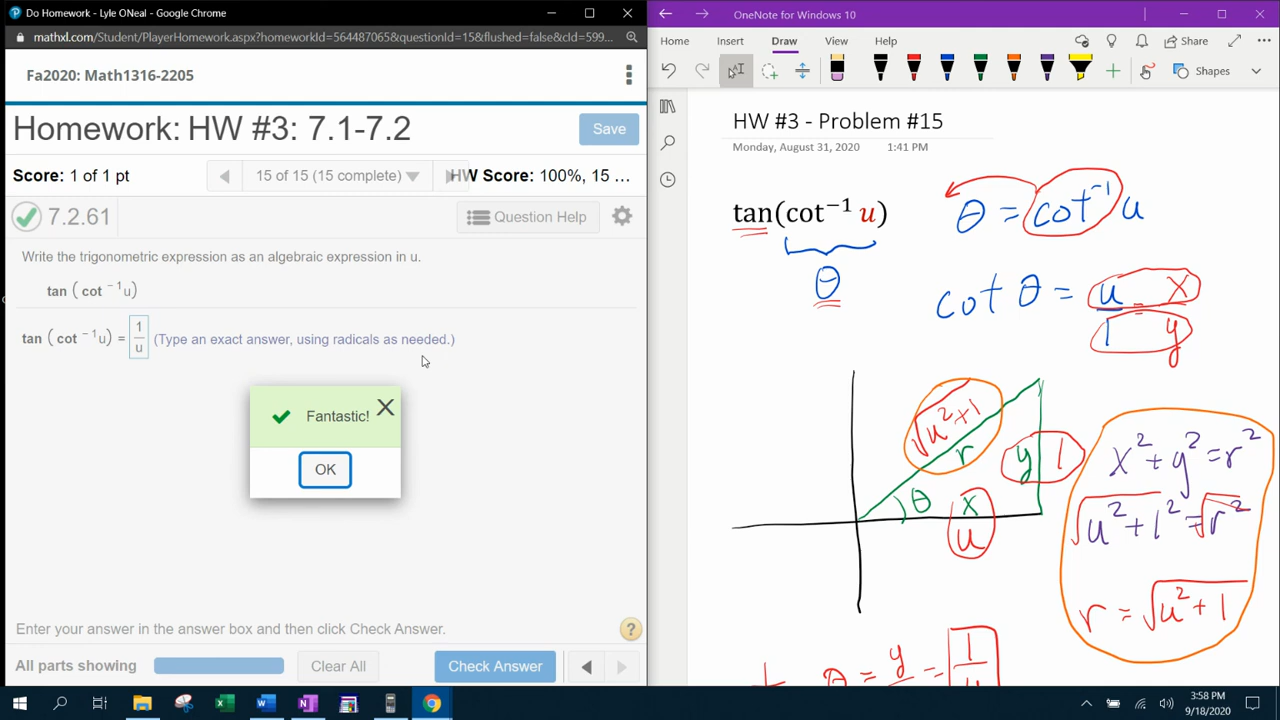 Do Homework - Lyle ONeal - Google Chrome
mathxl.com/Student/PlayerHomework.aspx?homeworkId=564487065&questionId=15&flushed=false&cId=599...
Fa2020: Math1316-2205
Homework: HW #3: 7.1-7.2
Save
Score: 1 of 1 pt
15 of 15 (15 complete)
HW Score: 100%, 15 ...
7.2.61
Question Help
Write the trigonometric expression as an algebraic expression in u.
tan ( cot ⁻¹u)
tan ( cot ⁻¹u) = 1/u (Type an exact answer, using radicals as needed.)
Fantastic!
OK
Enter your answer in the answer box and then click Check Answer.
?
All parts showing
Clear All
Check Answer
OneNote for Windows 10
Home
Insert
Draw
View
Help
Share
Shapes
HW #3 - Problem #15
Monday, August 31, 2020
1:41 PM
tan(cot⁻¹ u)
θ
θ = cot⁻¹ u
cot θ = u/1 = x/y
√u²+1
r
y 1
θ
x
u
x² + y² = r²
√u² + 1² = √r²
r = √u² + 1
θ = y/ = 1/
3:58 PM
9/18/2020